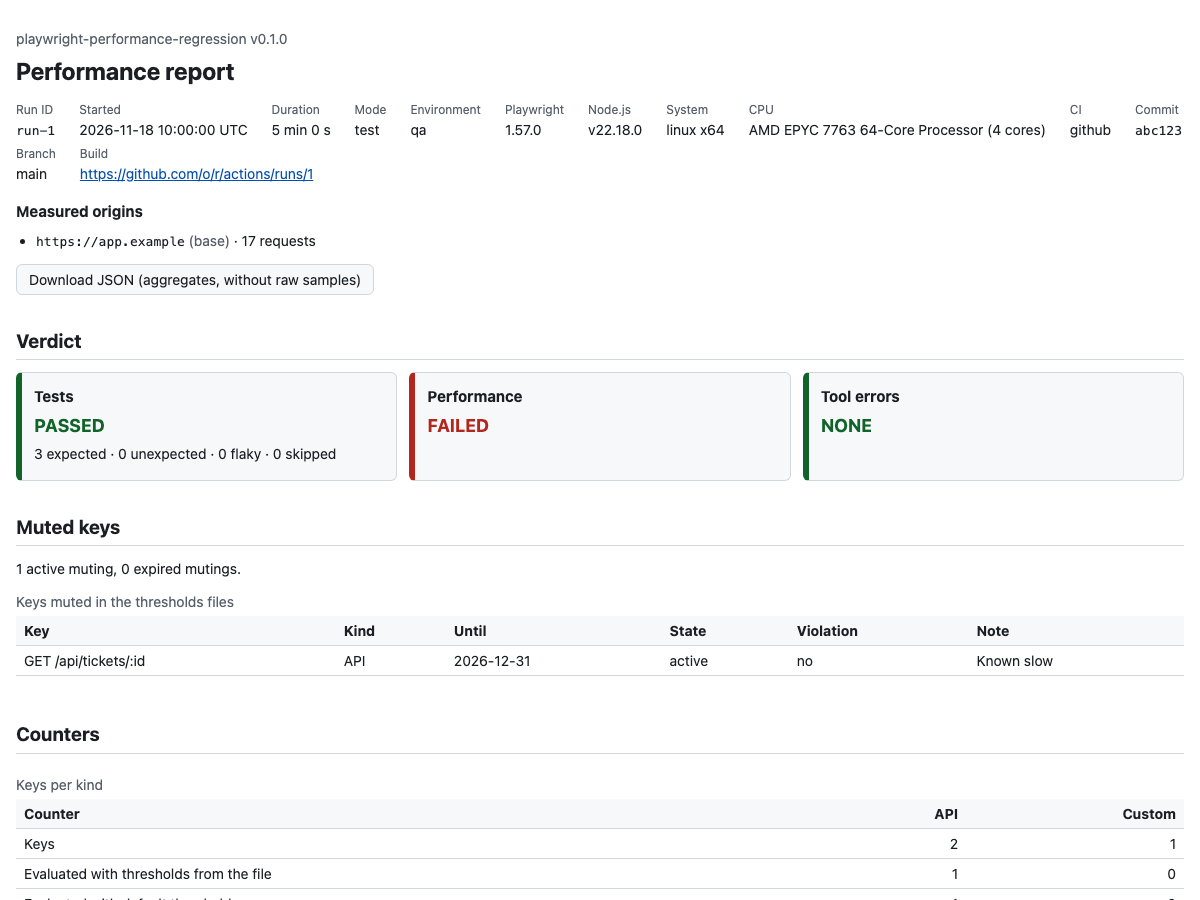 playwright-performance-regression v0.1.0
Performance report
Run ID Started Duration Mode Environment Playwright Node.js System CPU CI Commit
run-1 2026-11-18 10:00:00 UTC 5 min 0 s test qa 1.57.0 v22.18.0 linux x64 AMD EPYC 7763 64-Core Processor (4 cores) github abc123
Branch Build
main https://github.com/o/r/actions/runs/1
Measured origins
• https://app.example (base) · 17 requests
Download JSON (aggregates, without raw samples)
Verdict
Tests Performance Tool errors
PASSED FAILED NONE
3 expected · 0 unexpected · 0 flaky · 0 skipped
Muted keys
1 active muting, 0 expired mutings.
Keys muted in the thresholds files
Key Kind Until State Violation Note
GET /api/tickets/:id API 2026-12-31 active no Known slow
Counters
Keys per kind
Counter API Custom
Keys 2 1
Evaluated with thresholds from the file 1 0